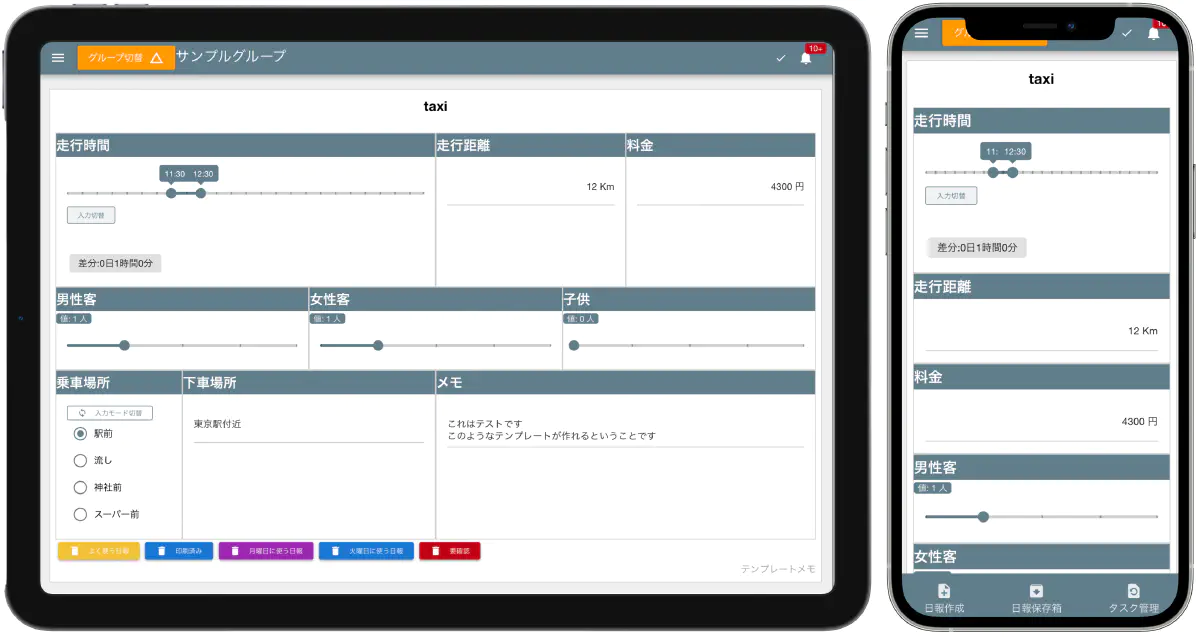 グループ切替 サンプルグループ 10+
taxi
走行時間 走行距離 料金
11:30 12:30
12 Km
4300 円
入力切替
差分:0日1時間0分
男性客 女性客 子供
値: 1 人 値: 1 人 値: 0 人
乗車場所 下車場所 メモ
入力モード切替
駅前
流し
神社前
スーパー前
東京駅付近
これはテストです
このようなテンプレートが作れるということです
よく使う日報 印刷済み 月曜日に使う日報 火曜日に使う日報 要確認
テンプレートメモ
グル 10
taxi
走行時間
11: 12:30
入力切替
差分:0日1時間0分
走行距離
12 Km
料金
4300 円
男性客
値: 1 人
女性客
日報作成 日報保存箱 タスク管理